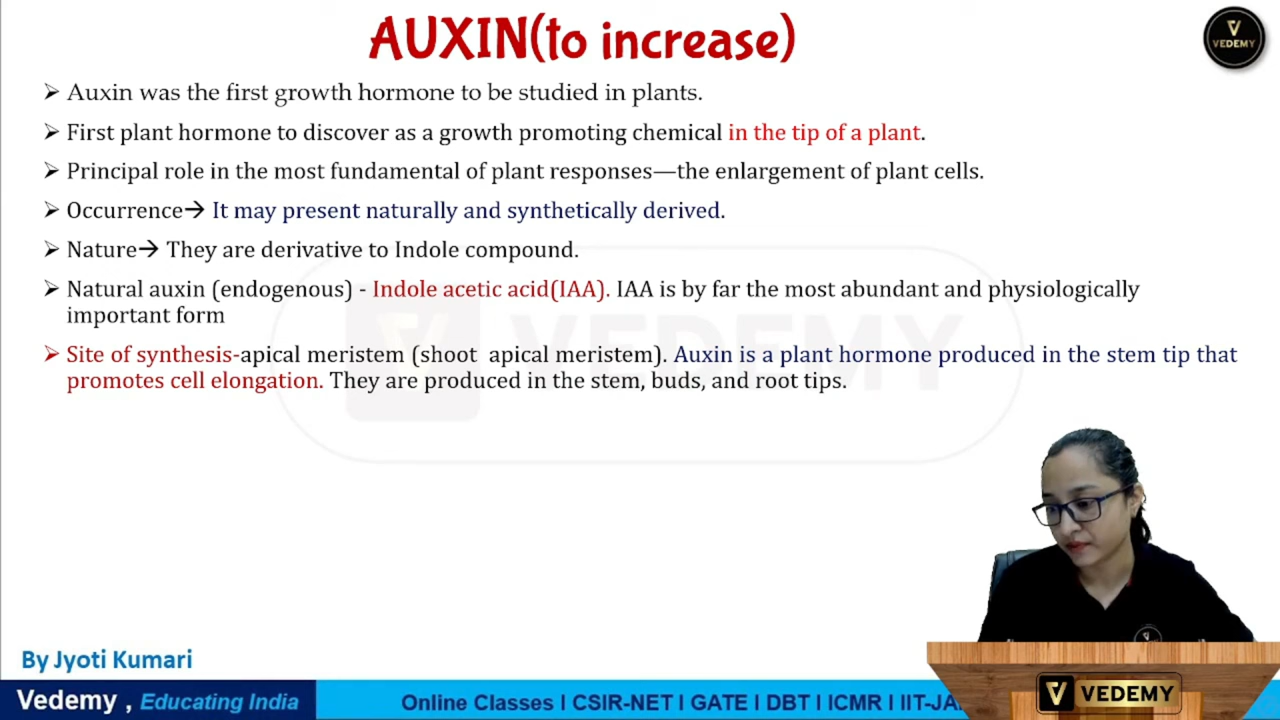 AUXIN(to increase)
VEDEMY
➢ Auxin was the first growth hormone to be studied in plants.
➢ First plant hormone to discover as a growth promoting chemical in the tip of a plant.
➢ Principal role in the most fundamental of plant responses—the enlargement of plant cells.
➢ Occurrence→ It may present naturally and synthetically derived.
➢ Nature→ They are derivative to Indole compound.
➢ Natural auxin (endogenous) - Indole acetic acid(IAA). IAA is by far the most abundant and physiologically
important form
➢ Site of synthesis-apical meristem (shoot apical meristem). Auxin is a plant hormone produced in the stem tip that
promotes cell elongation. They are produced in the stem, buds, and root tips.
VEDEMY
By Jyoti Kumari
Vedemy , Educating India
Online Classes I CSIR-NET I GATE I DBT I ICMR I IIT-JA
VEDEMY